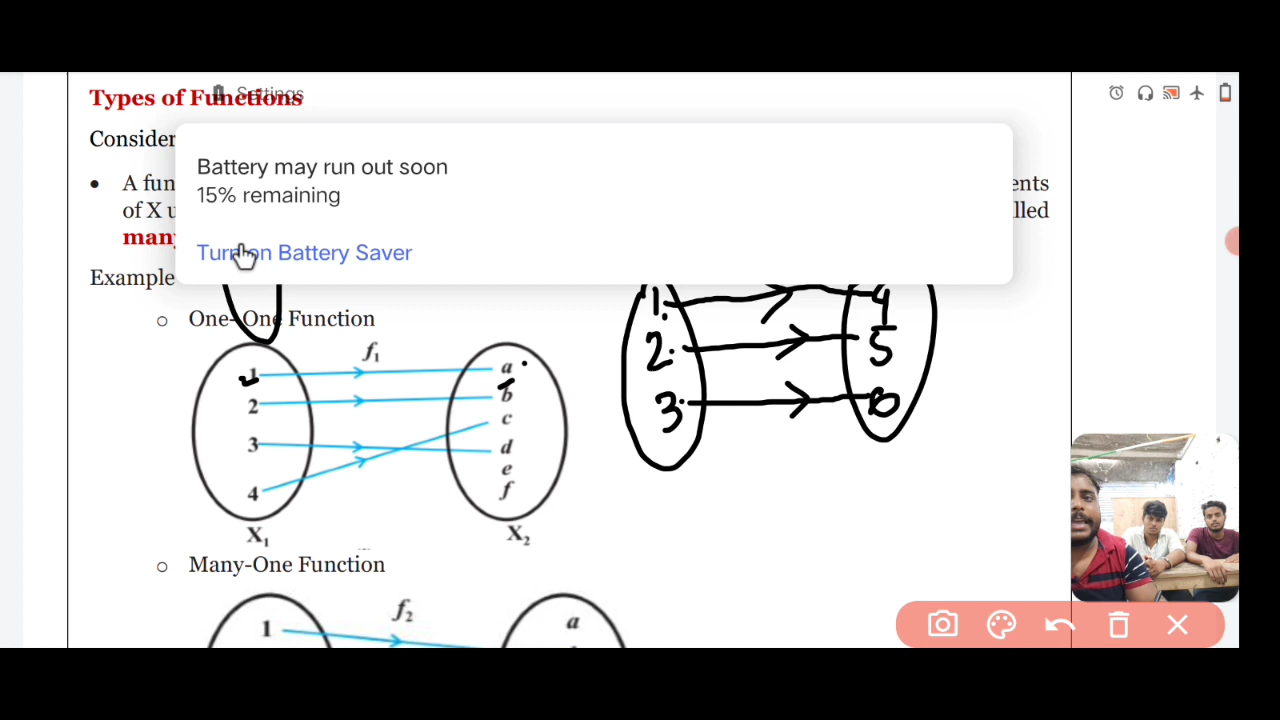 Types of Functions
Settings
Consider
Battery may run out soon
15% remaining
Turn on Battery Saver
• A fun ents
of X u lled
many
Example
o One-One Function
f₁
1 a
2 b
3 c
4 d
e
f
X₁ X₂
1. 4
2. 5
3.
o Many-One Function
f₂
1 a